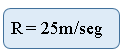 R = 25m/seg